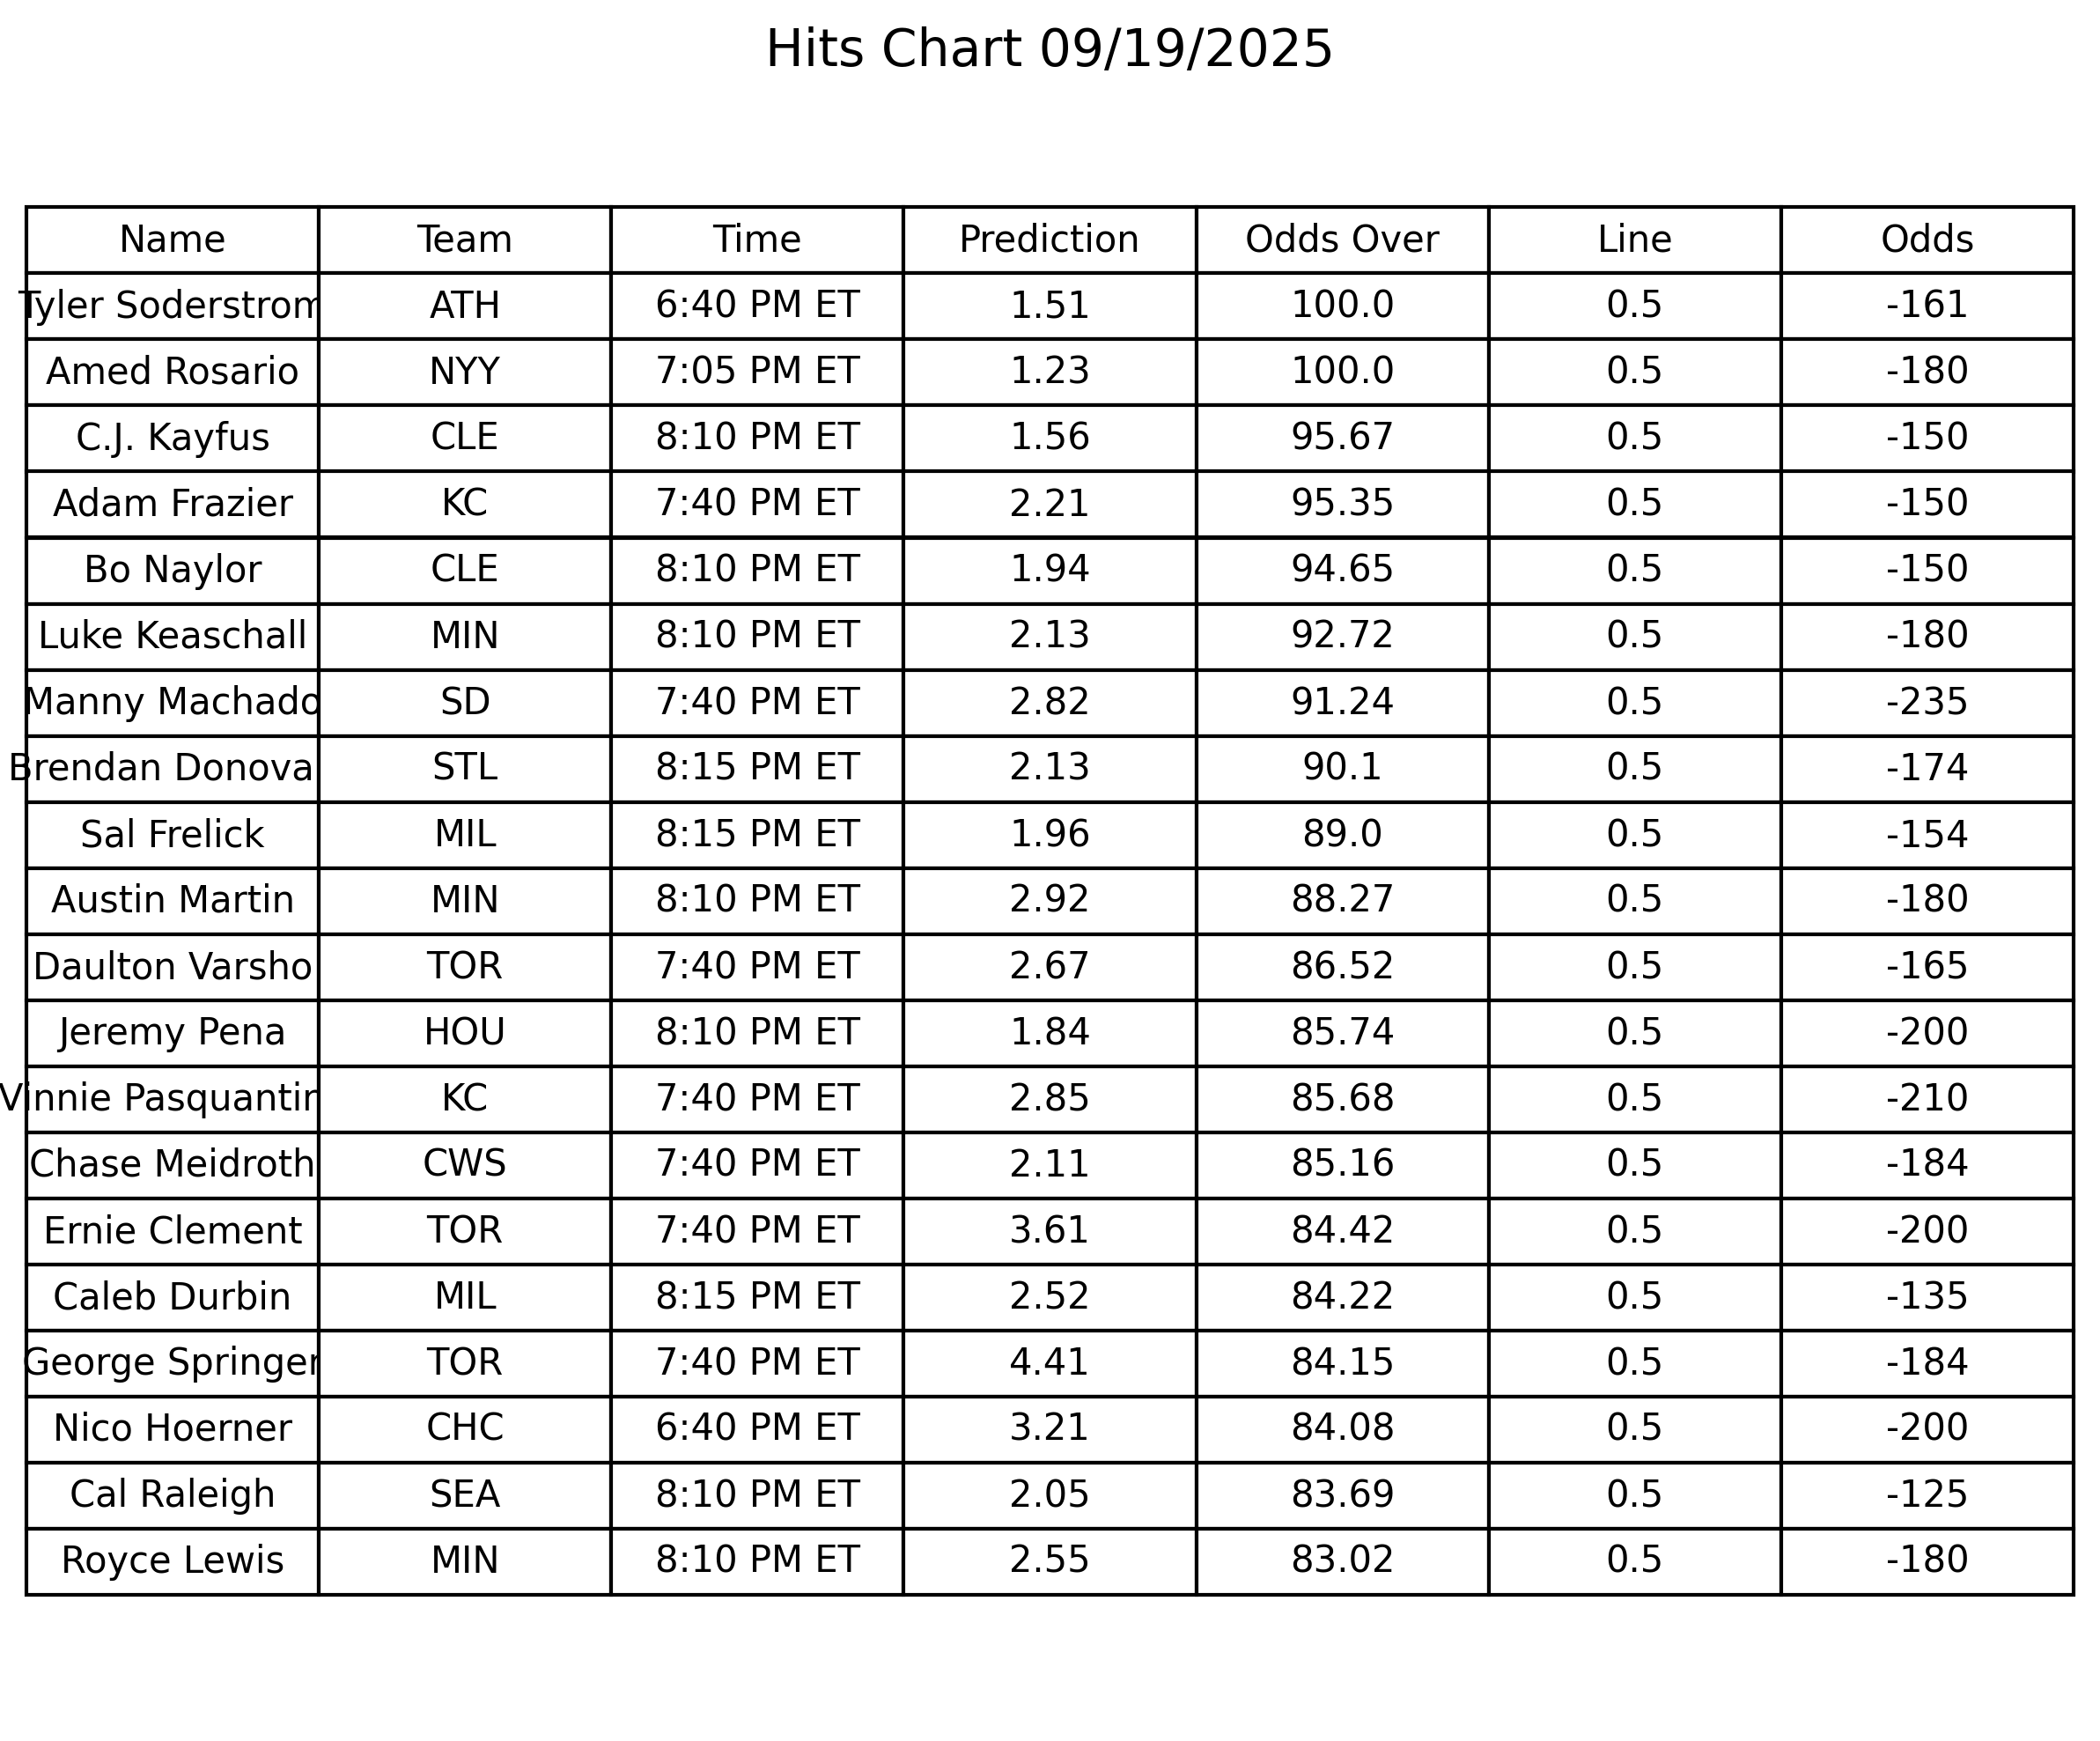 Hits Chart 09/19/2025
Name Team Time Prediction Odds Over Line Odds
Tyler Soderstrom ATH 6:40 PM ET 1.51 100.0 0.5 -161
Amed Rosario NYY 7:05 PM ET 1.23 100.0 0.5 -180
C.J. Kayfus CLE 8:10 PM ET 1.56 95.67 0.5 -150
Adam Frazier KC 7:40 PM ET 2.21 95.35 0.5 -150
Bo Naylor CLE 8:10 PM ET 1.94 94.65 0.5 -150
Luke Keaschall MIN 8:10 PM ET 2.13 92.72 0.5 -180
Manny Machado SD 7:40 PM ET 2.82 91.24 0.5 -235
Brendan Donova STL 8:15 PM ET 2.13 90.1 0.5 -174
Sal Frelick MIL 8:15 PM ET 1.96 89.0 0.5 -154
Austin Martin MIN 8:10 PM ET 2.92 88.27 0.5 -180
Daulton Varsho TOR 7:40 PM ET 2.67 86.52 0.5 -165
Jeremy Pena HOU 8:10 PM ET 1.84 85.74 0.5 -200
Vinnie Pasquantin KC 7:40 PM ET 2.85 85.68 0.5 -210
Chase Meidroth CWS 7:40 PM ET 2.11 85.16 0.5 -184
Ernie Clement TOR 7:40 PM ET 3.61 84.42 0.5 -200
Caleb Durbin MIL 8:15 PM ET 2.52 84.22 0.5 -135
George Springer TOR 7:40 PM ET 4.41 84.15 0.5 -184
Nico Hoerner CHC 6:40 PM ET 3.21 84.08 0.5 -200
Cal Raleigh SEA 8:10 PM ET 2.05 83.69 0.5 -125
Royce Lewis MIN 8:10 PM ET 2.55 83.02 0.5 -180